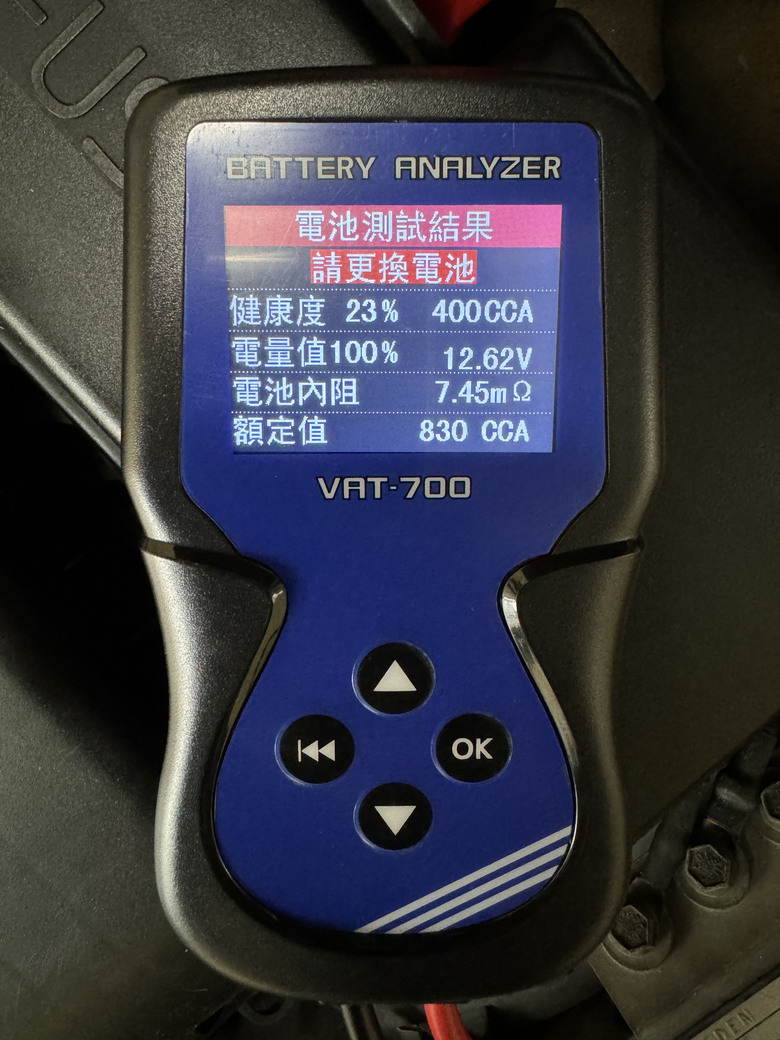 BATTERY ANALYZER
電池測試結果
請更換電池
健康度 23% 400CCA
電量值100% 12.62V
電池內阻 7.45mΩ
額定值 830 CCA
VAT-700
OK